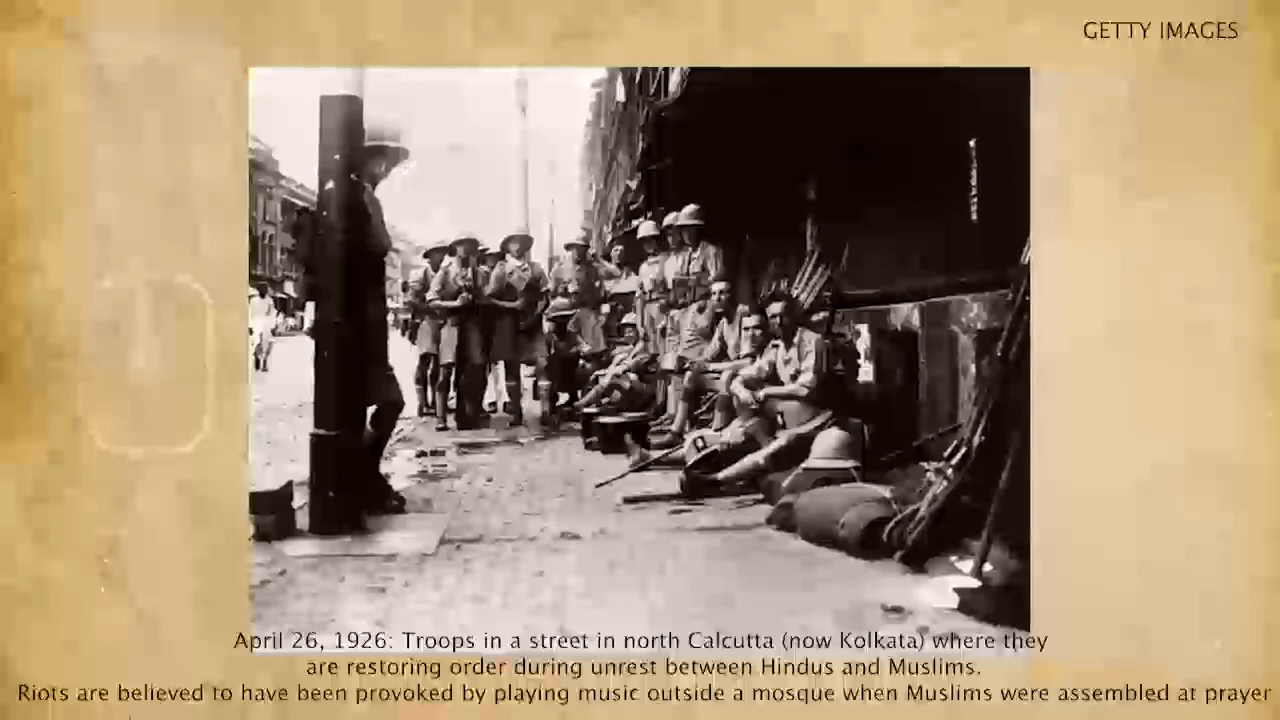 GETTY IMAGES
April 26, 1926: Troops in a street in north Calcutta (now Kolkata) where they
are restoring order during unrest between Hindus and Muslims.
Riots are believed to have been provoked by playing music outside a mosque when Muslims were assembled at prayer